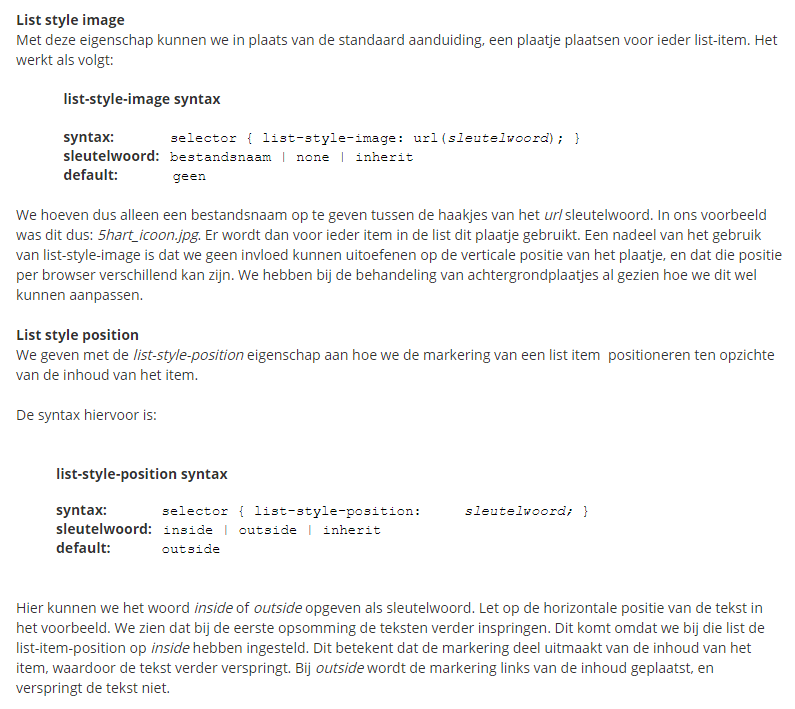 List style image
Met deze eigenschap kunnen we in plaats van de standaard aanduiding, een plaatje plaatsen voor ieder list-item. Het
werkt als volgt:
list-style-image syntax
syntax: selector { list-style-image: url(sleutelwoord); }
sleutelwoord: bestandsnaam | none | inherit
default: geen
We hoeven dus alleen een bestandsnaam op te geven tussen de haakjes van het url sleutelwoord. In ons voorbeeld
was dit dus: 5hart_icoon.jpg. Er wordt dan voor ieder item in de list dit plaatje gebruikt. Een nadeel van het gebruik
van list-style-image is dat we geen invloed kunnen uitoefenen op de verticale positie van het plaatje, en dat die positie
per browser verschillend kan zijn. We hebben bij de behandeling van achtergrondplaatjes al gezien hoe we dit wel
kunnen aanpassen.
List style position
We geven met de list-style-position eigenschap aan hoe we de markering van een list item  positioneren ten opzichte
van de inhoud van het item.
De syntax hiervoor is:
list-style-position syntax
syntax: selector { list-style-position: sleutelwoord; }
sleutelwoord: inside | outside | inherit
default: outside
Hier kunnen we het woord inside of outside opgeven als sleutelwoord. Let op de horizontale positie van de tekst in
het voorbeeld. We zien dat bij de eerste opsomming de teksten verder inspringen. Dit komt omdat we bij die list de
list-item-position op inside hebben ingesteld. Dit betekent dat de markering deel uitmaakt van de inhoud van het
item, waardoor de tekst verder verspringt. Bij outside wordt de markering links van de inhoud geplaatst, en
verspringt de tekst niet.